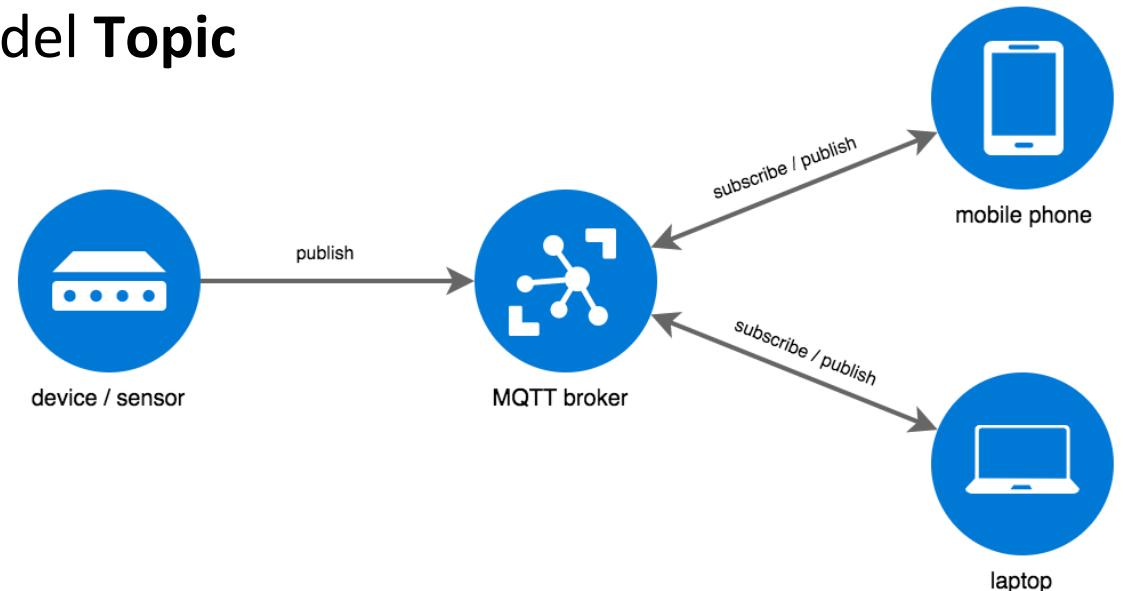 del Topic
subscribe / publish
mobile phone
publish
device / sensor
MQTT broker
subscribe / publish
laptop